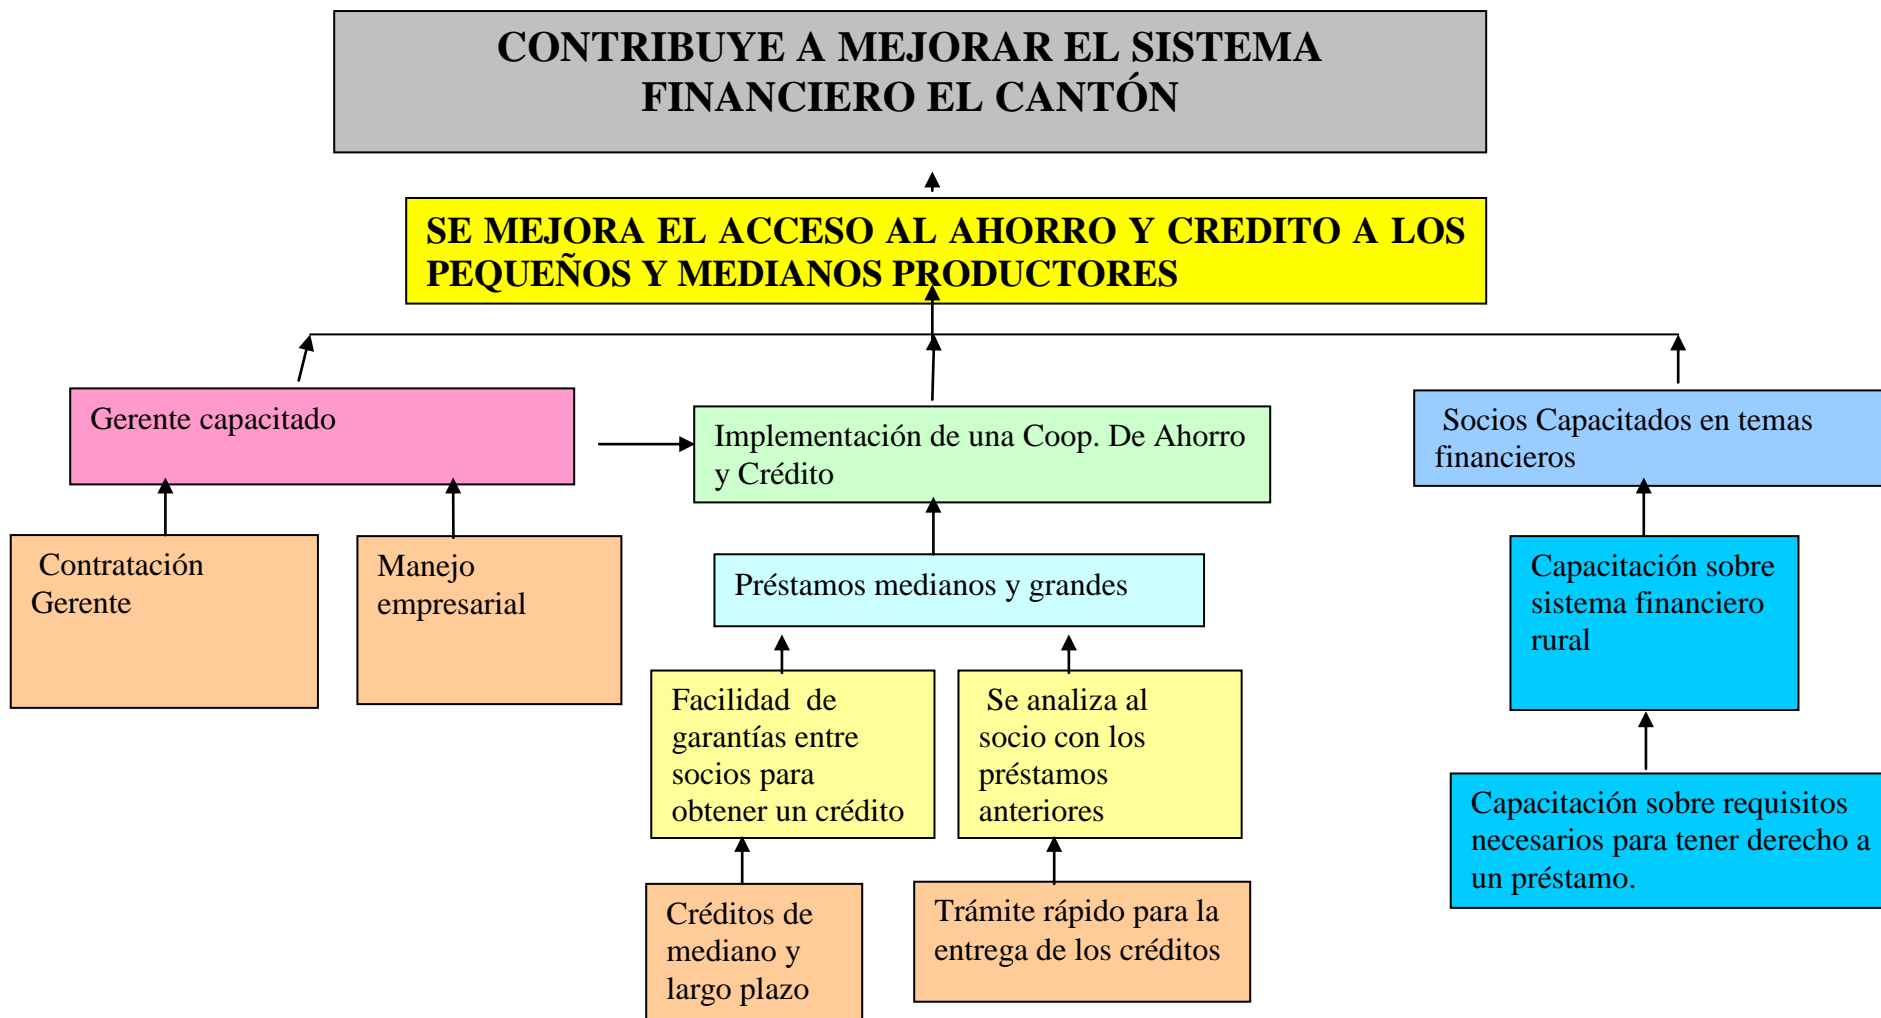 CONTRIBUYE A MEJORAR EL SISTEMA
FINANCIERO EL CANTÓN
SE MEJORA EL ACCESO AL AHORRO Y CREDITO A LOS
PEQUEÑOS Y MEDIANOS PRODUCTORES
Gerente capacitado
Implementación de una Coop. De Ahorro
y Crédito
Socios Capacitados en temas
financieros
Contratación
Gerente
Manejo
empresarial
Préstamos medianos y grandes
Capacitación sobre
sistema financiero
rural
Facilidad de
garantías entre
socios para
obtener un crédito
Se analiza al
socio con los
préstamos
anteriores
Capacitación sobre requisitos
necesarios para tener derecho a
un préstamo.
Créditos de
mediano y
largo plazo
Trámite rápido para la
entrega de los créditos